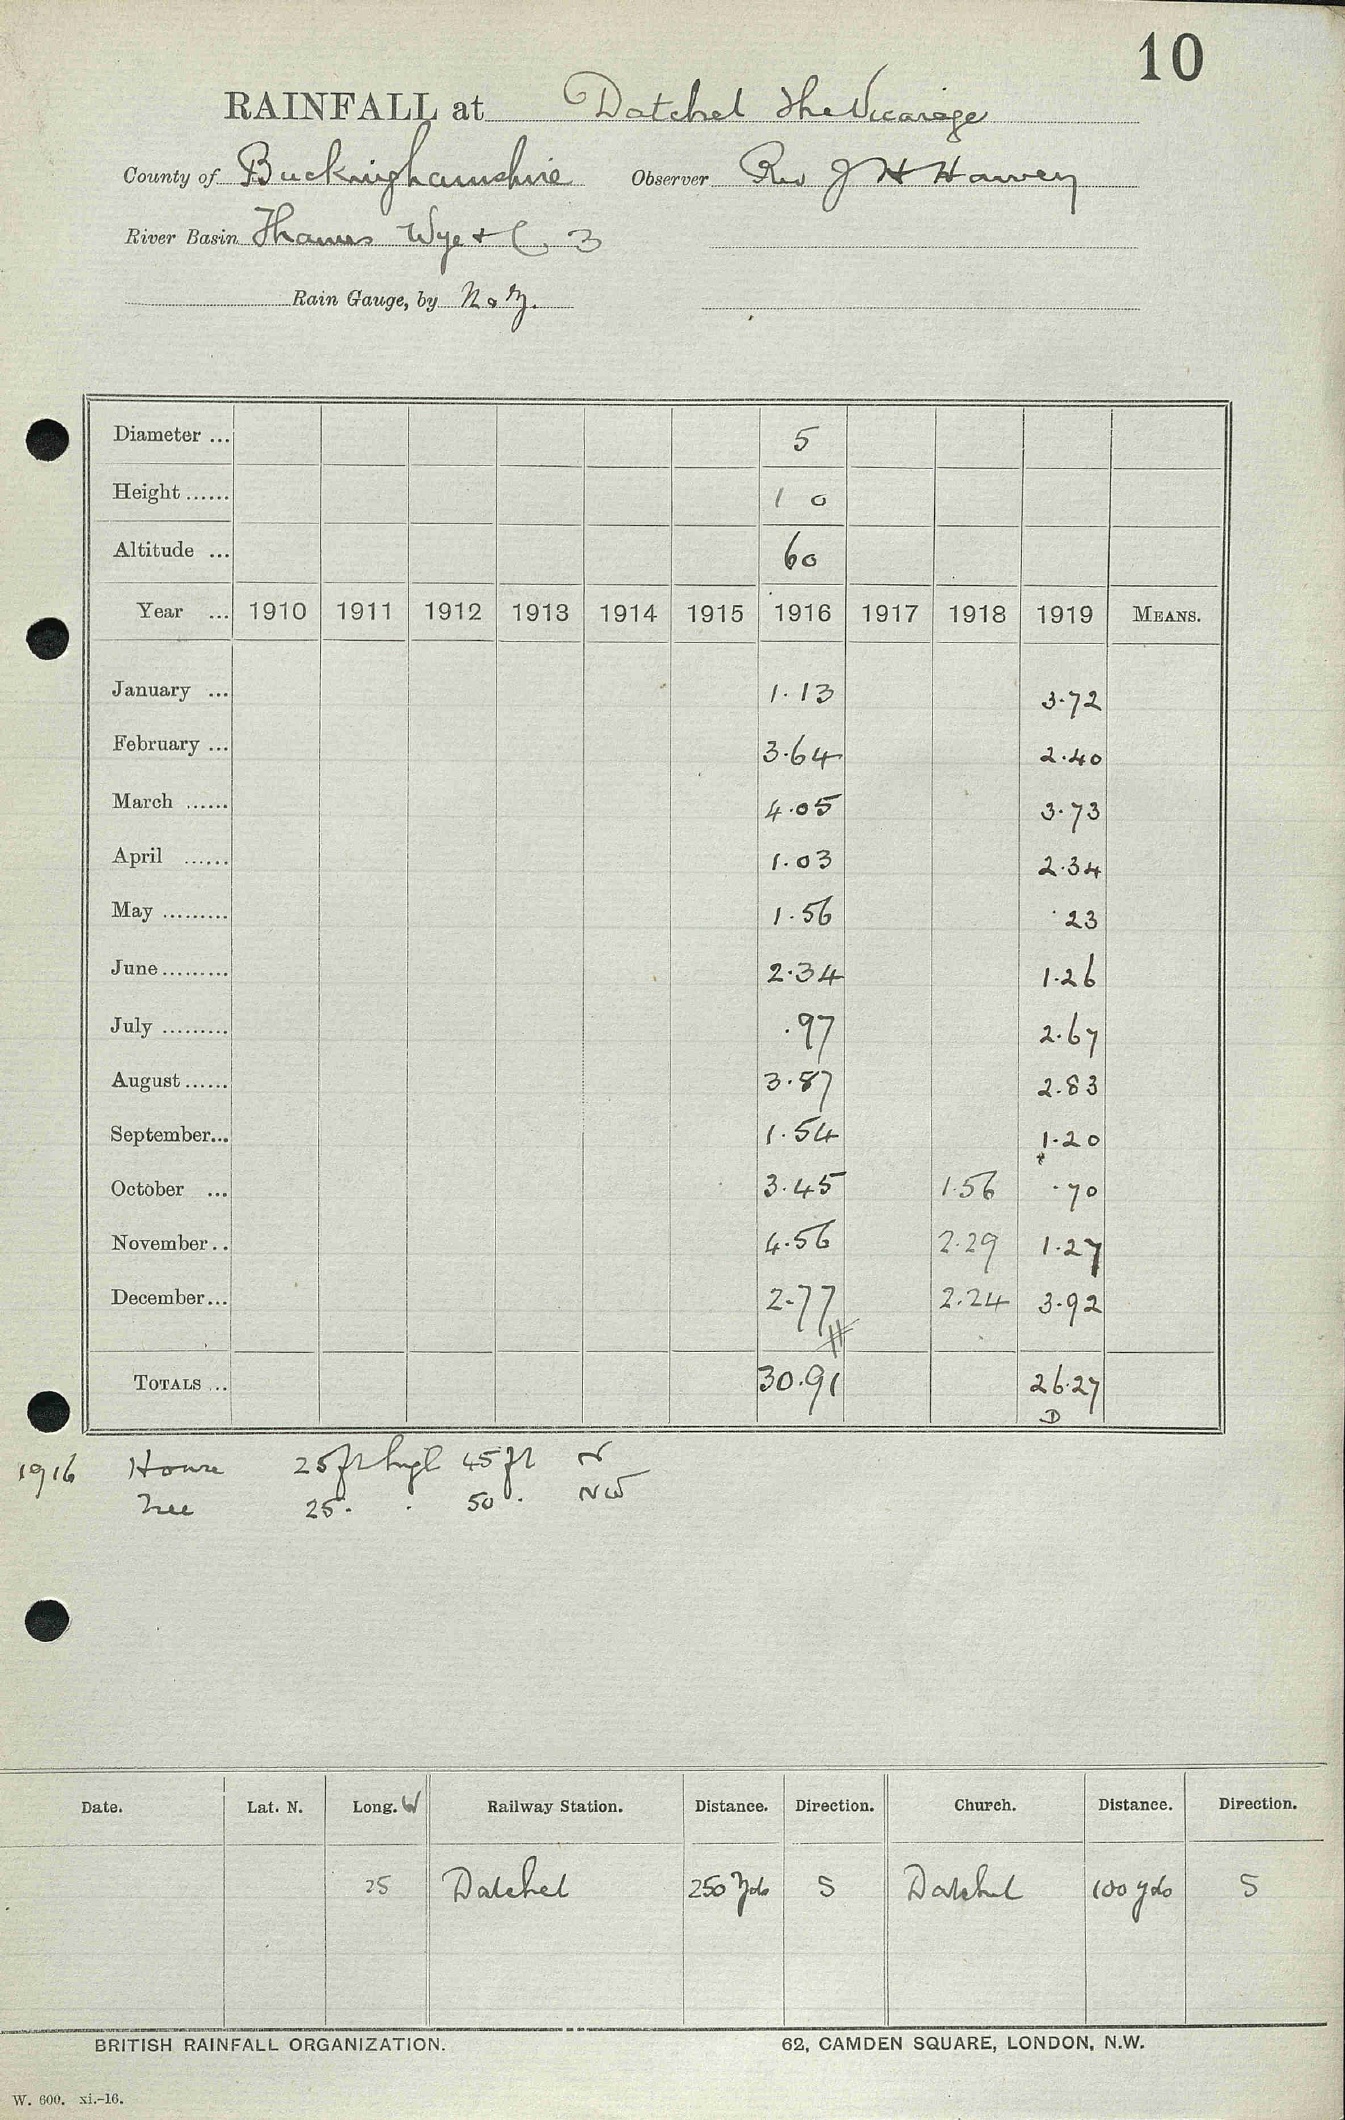 10
RAINFALL at Datchet The Vicarage
County of Buckinghamshire Observer Rev J H Harvey
River Basin Thames Wye & C 3
Rain Gauge, by N & Z.
Diameter ... 5
Height ...... 1 0
Altitude ... 60
Year ... 1910 1911 1912 1913 1914 1915 1916 1917 1918 1919 MEANS.
January ... 1.13 3.72
February ... 3.64 2.40
March ...... 4.05 3.73
April ...... 1.03 2.34
May ......... 1.56 .23
June ......... 2.34 1.26
July ......... .97 2.67
August ...... 3.87 2.83
September... 1.54 1.20
October ... 3.45 1.56 .70
November.. 4.56 2.29 1.27
December... 2.77 2.24 3.92
TOTALS ... 30.91 26.27
D
1916 House 25 ft high 45 ft N
Tree 25 . . 50 . NW
Date. Lat. N. Long. W Railway Station. Distance. Direction. Church. Distance. Direction.
25 Datchet 250 yds S Datchet 100 yds S
BRITISH RAINFALL ORGANIZATION. 62, CAMDEN SQUARE, LONDON, N.W.
W. 600. xi.-16.